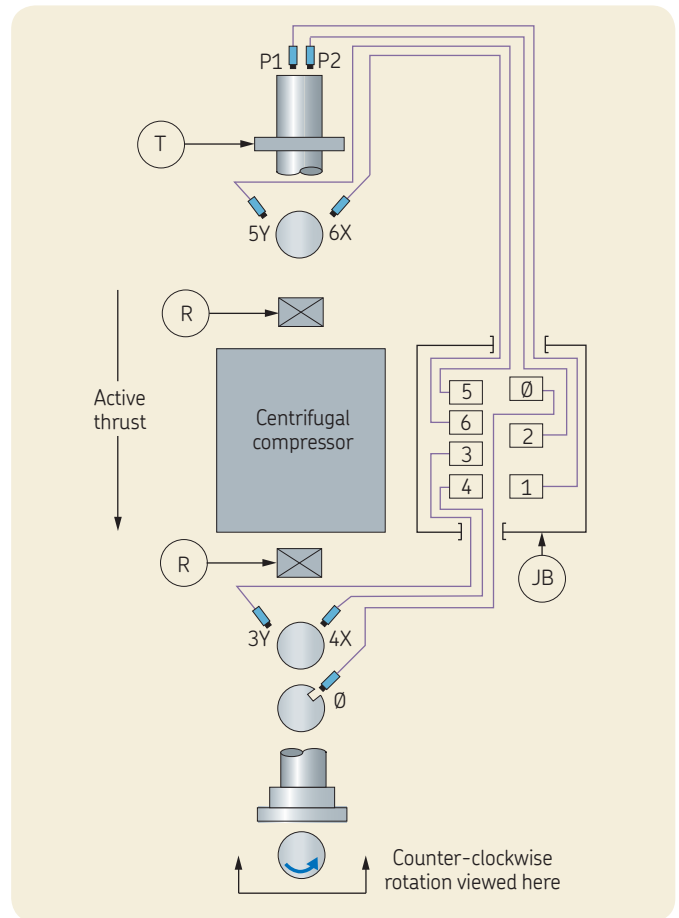 P1 P2
T
5Y 6X
R
Active
thrust
Centrifugal
compressor
5 Ø
6
2
3
4 1
R
JB
3Y 4X
Ø
Counter-clockwise
rotation viewed here